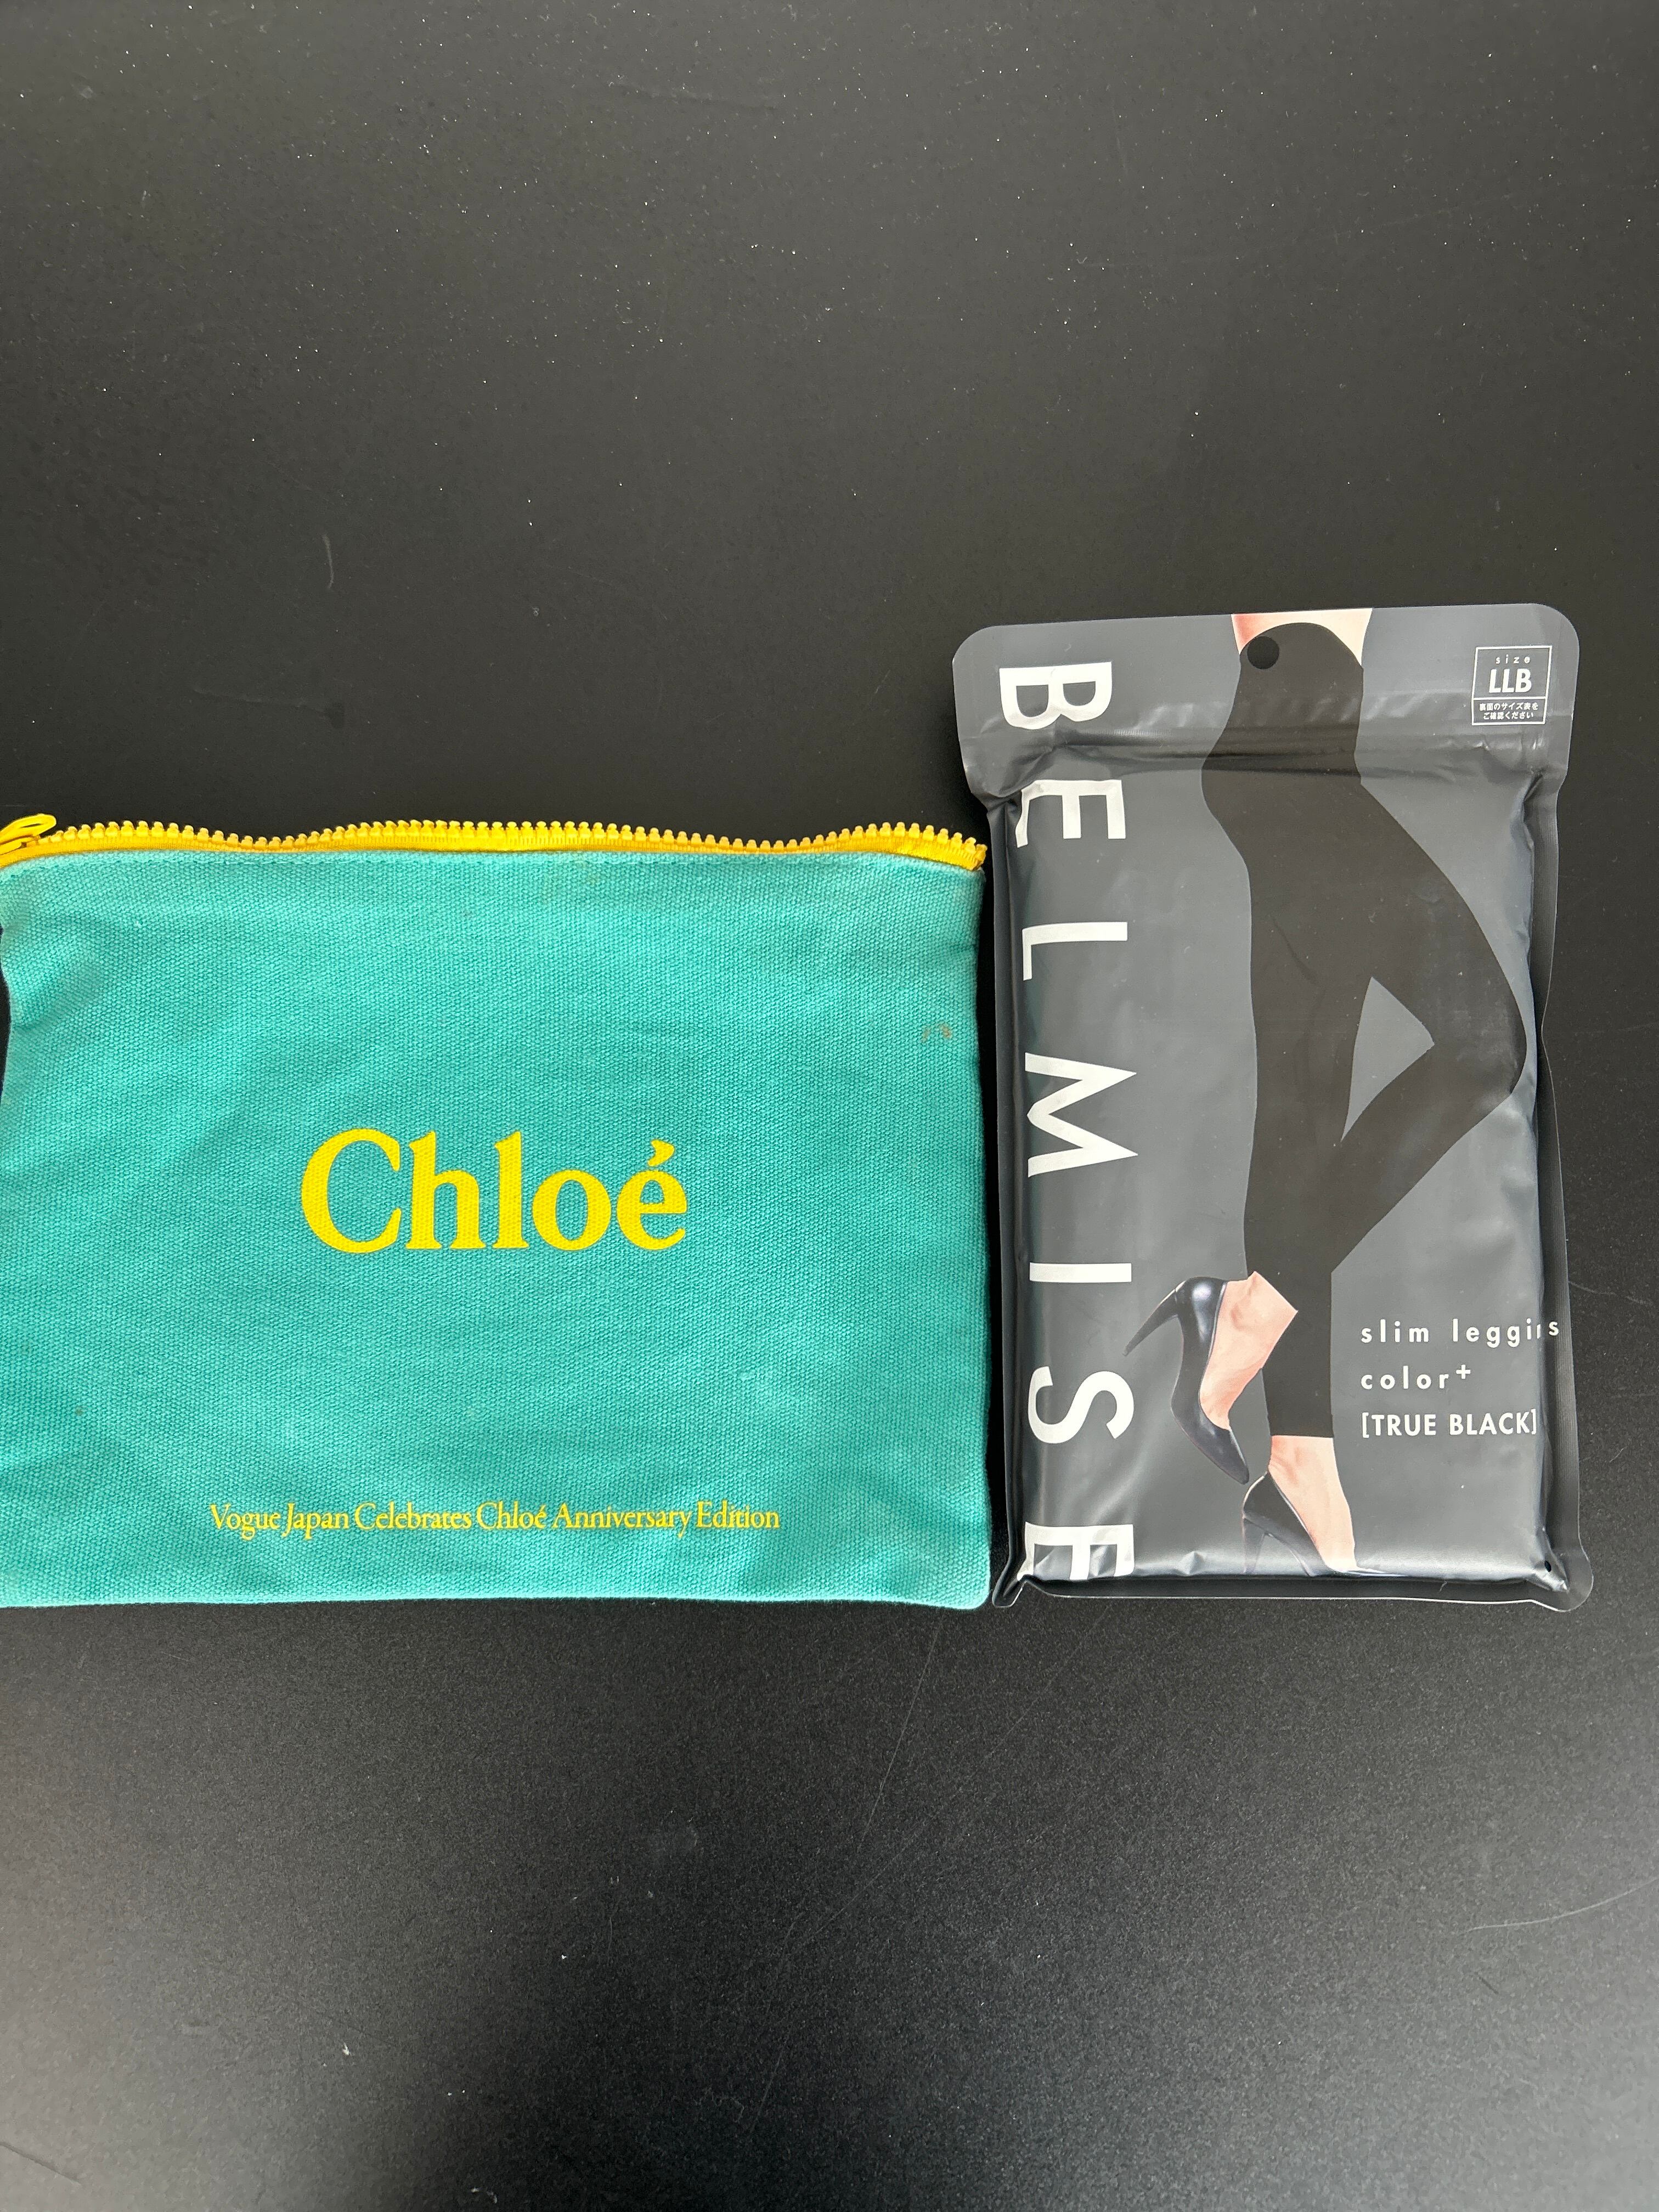 Chloé
Vogue Japan Celebrates Chloé Anniversary Edition
BELMISE
size
LLB
裏面のサイズ表を
ご確認ください
slim leggins
color+
[TRUE BLACK]